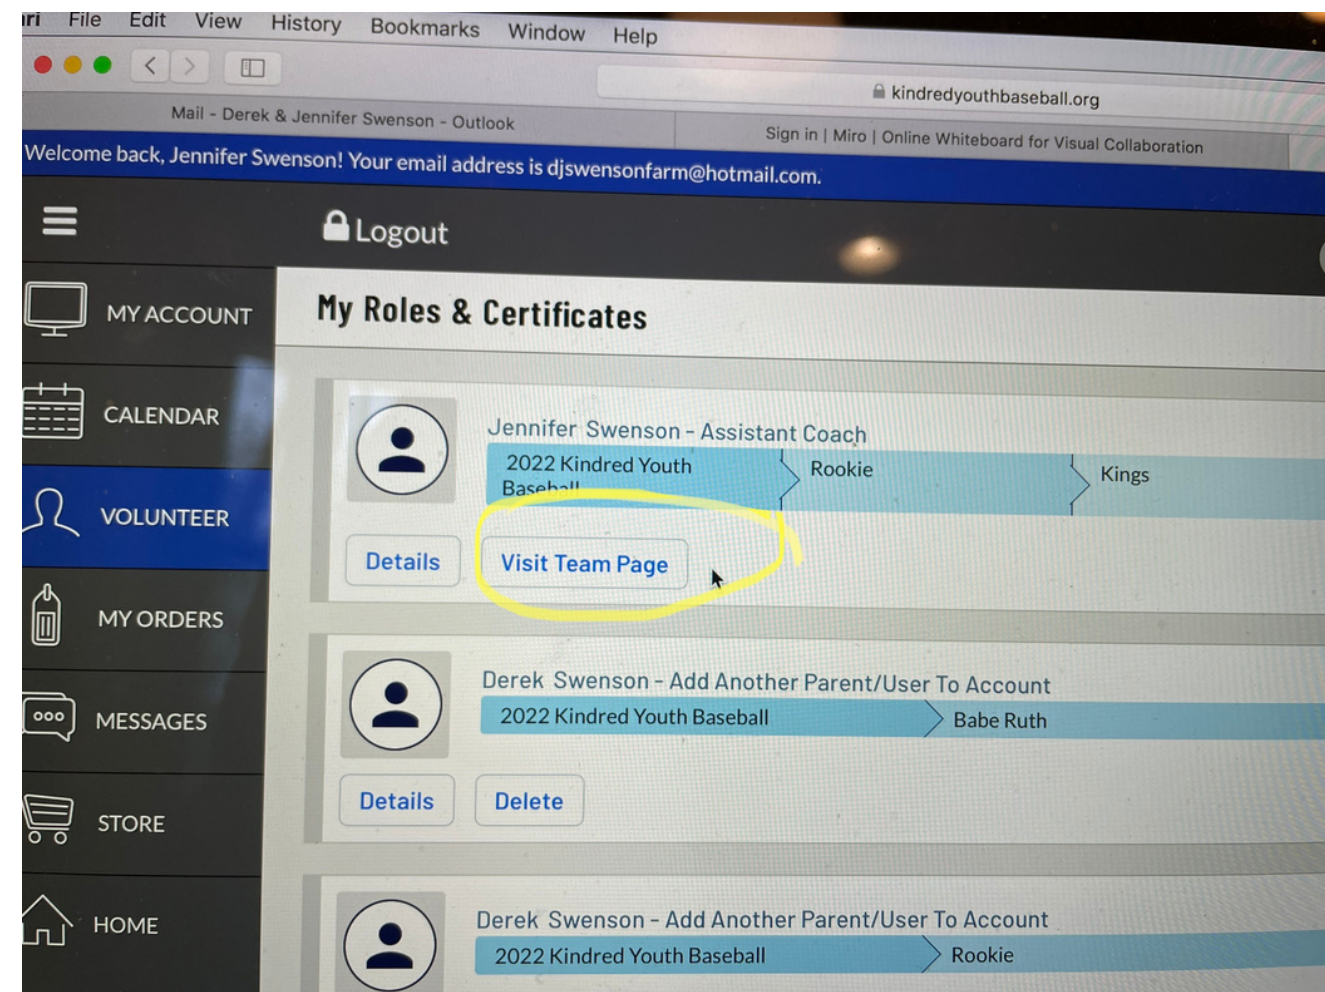 File Edit View History Bookmarks Window Help
kindredyouthbaseball.org
Mail - Derek & Jennifer Swenson - Outlook
Sign in | Miro | Online Whiteboard for Visual Collaboration
Welcome back, Jennifer Swenson! Your email address is djswensonfarm@hotmail.com.
Logout
MY ACCOUNT
CALENDAR
VOLUNTEER
MY ORDERS
MESSAGES
STORE
HOME
My Roles & Certificates
Jennifer Swenson - Assistant Coach
2022 Kindred Youth
Baseball
Rookie
Kings
Details
Visit Team Page
Derek Swenson - Add Another Parent/User To Account
2022 Kindred Youth Baseball
Babe Ruth
Details
Delete
Derek Swenson - Add Another Parent/User To Account
2022 Kindred Youth Baseball
Rookie